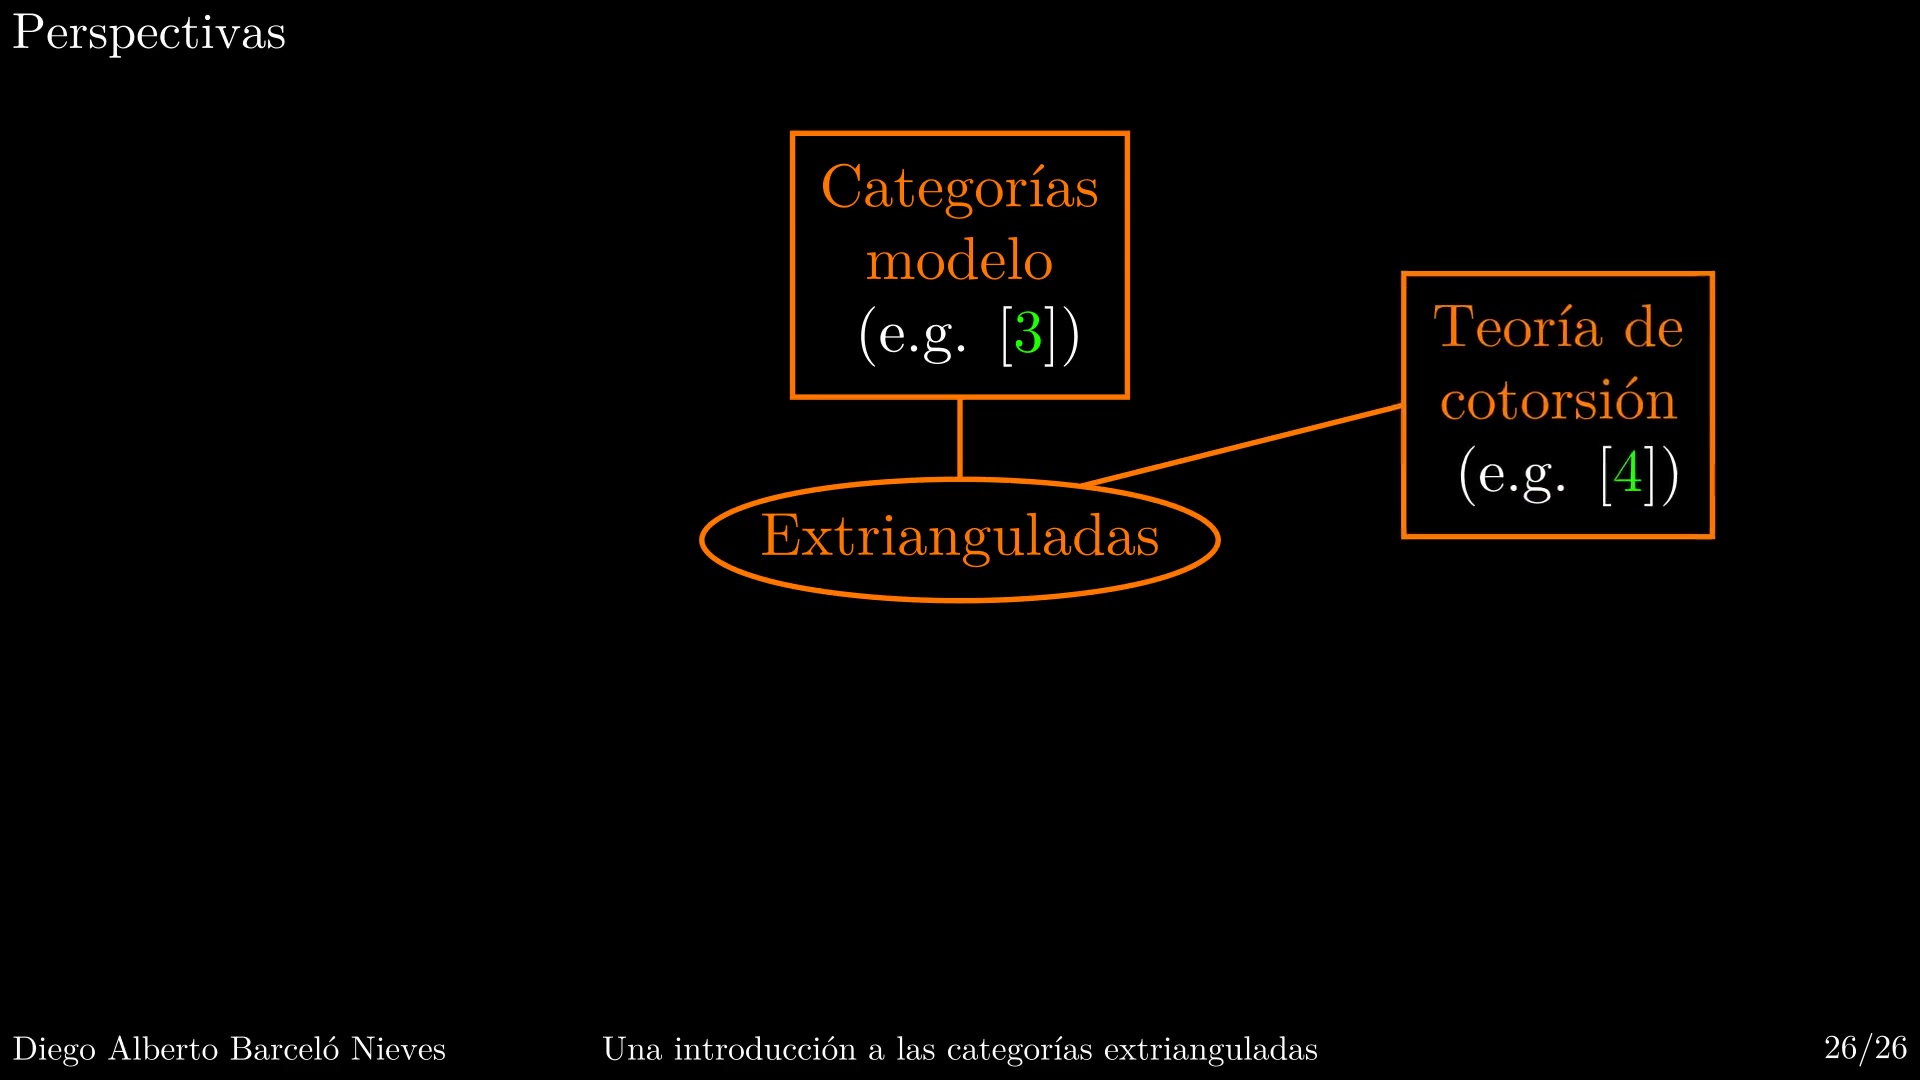 Perspectivas
Categorías
modelo
(e.g. [3])
Teoría de
cotorsión
(e.g. [4])
Extrianguladas
Diego Alberto Barceló Nieves
Una introducción a las categorías extrianguladas
26/26